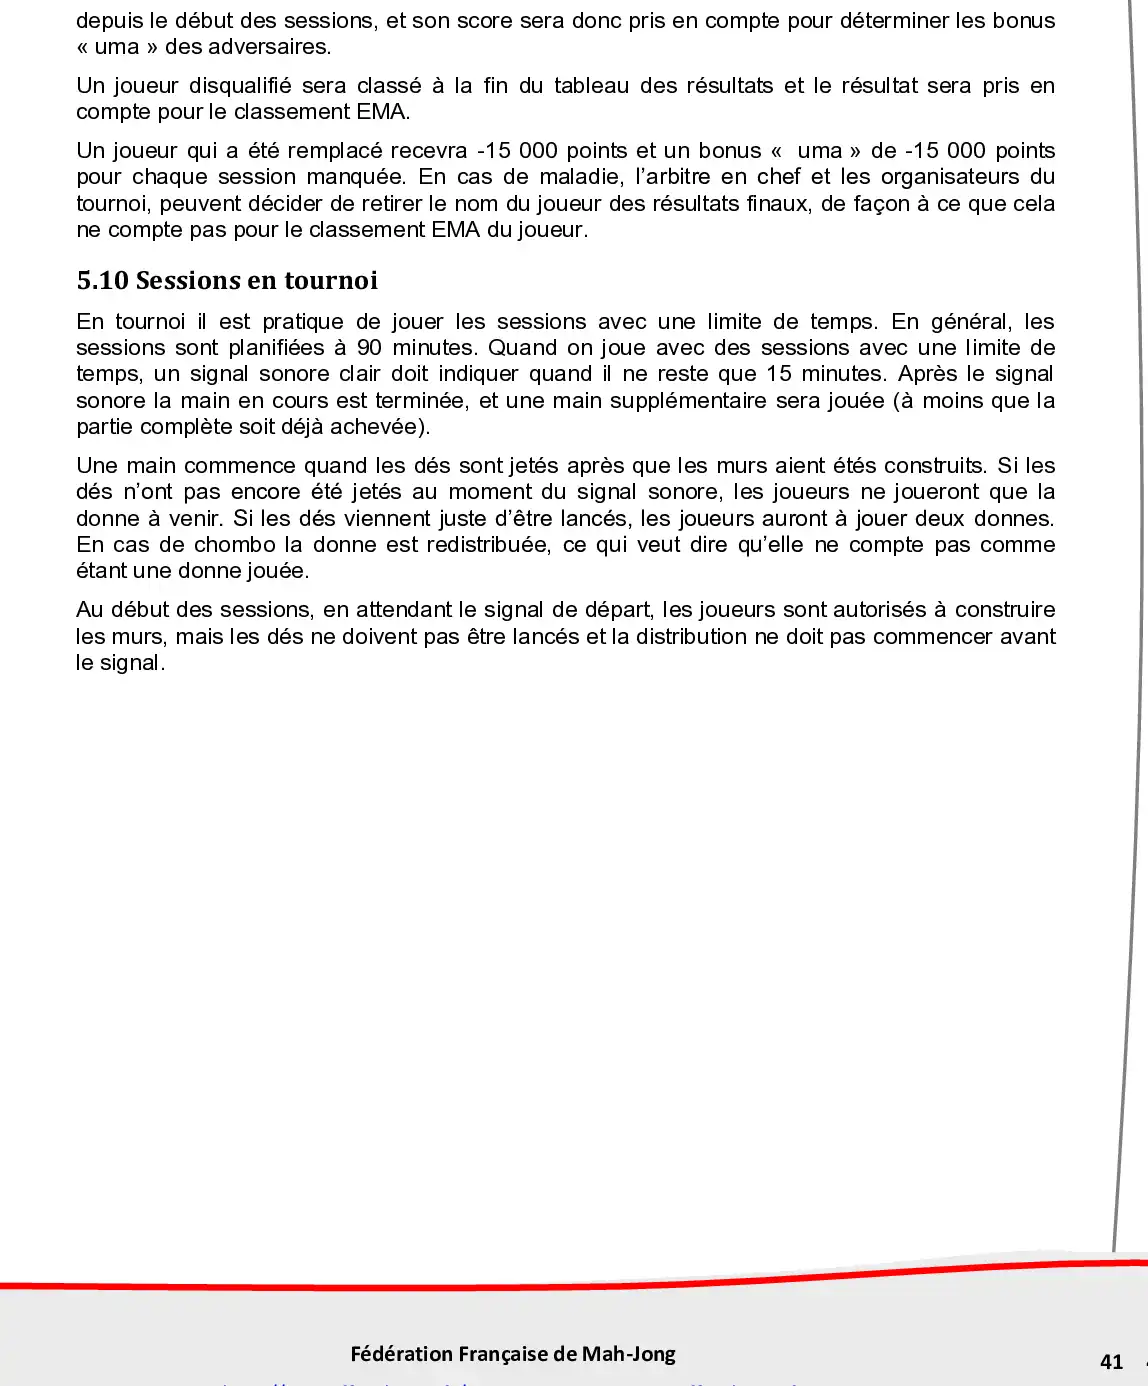 depuis le début des sessions, et son score sera donc pris en compte pour déterminer les bonus
« uma » des adversaires.
Un joueur disqualifié sera classé à la fin du tableau des résultats et le résultat sera pris en
compte pour le classement EMA.
Un joueur qui a été remplacé recevra -15 000 points et un bonus «  uma » de -15 000 points
pour chaque session manquée. En cas de maladie, l’arbitre en chef et les organisateurs du
tournoi, peuvent décider de retirer le nom du joueur des résultats finaux, de façon à ce que cela
ne compte pas pour le classement EMA du joueur.
5.10 Sessions en tournoi
En tournoi il est pratique de jouer les sessions avec une limite de temps. En général, les
sessions sont planifiées à 90 minutes. Quand on joue avec des sessions avec une limite de
temps, un signal sonore clair doit indiquer quand il ne reste que 15 minutes. Après le signal
sonore la main en cours est terminée, et une main supplémentaire sera jouée (à moins que la
partie complète soit déjà achevée).
Une main commence quand les dés sont jetés après que les murs aient étés construits. Si les
dés n’ont pas encore été jetés au moment du signal sonore, les joueurs ne joueront que la
donne à venir. Si les dés viennent juste d’être lancés, les joueurs auront à jouer deux donnes.
En cas de chombo la donne est redistribuée, ce qui veut dire qu’elle ne compte pas comme
étant une donne jouée.
Au début des sessions, en attendant le signal de départ, les joueurs sont autorisés à construire
les murs, mais les dés ne doivent pas être lancés et la distribution ne doit pas commencer avant
le signal.
Fédération Française de Mah-Jong
41